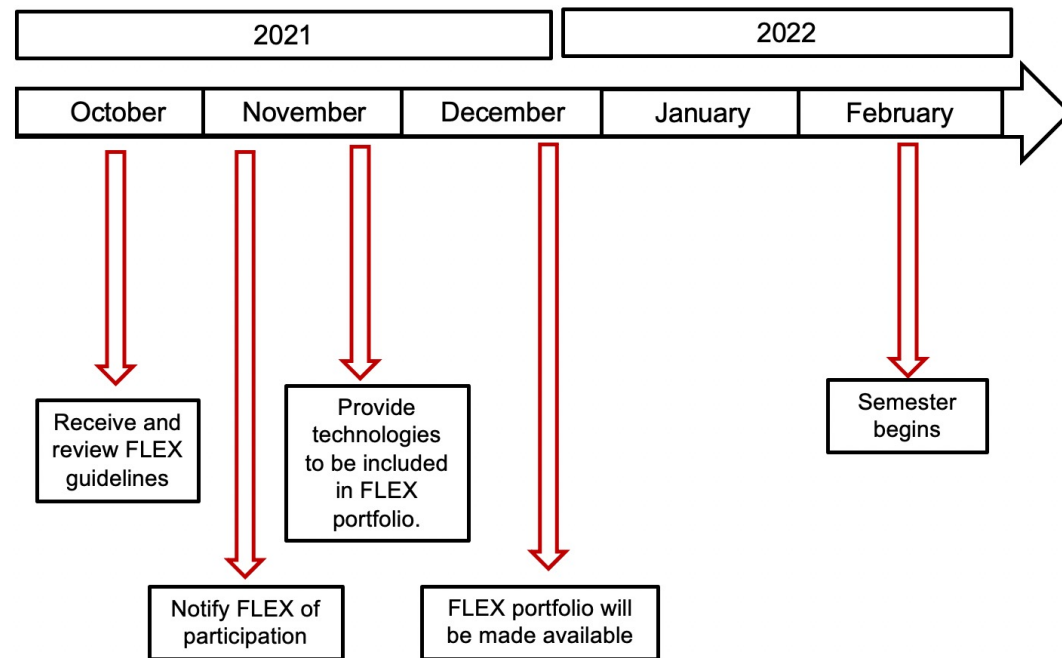 2021
2022
October
November
December
January
February
Receive and
review FLEX
guidelines
Provide
technologies
to be included
in FLEX
portfolio.
Semester
begins
Notify FLEX of
participation
FLEX portfolio will
be made available